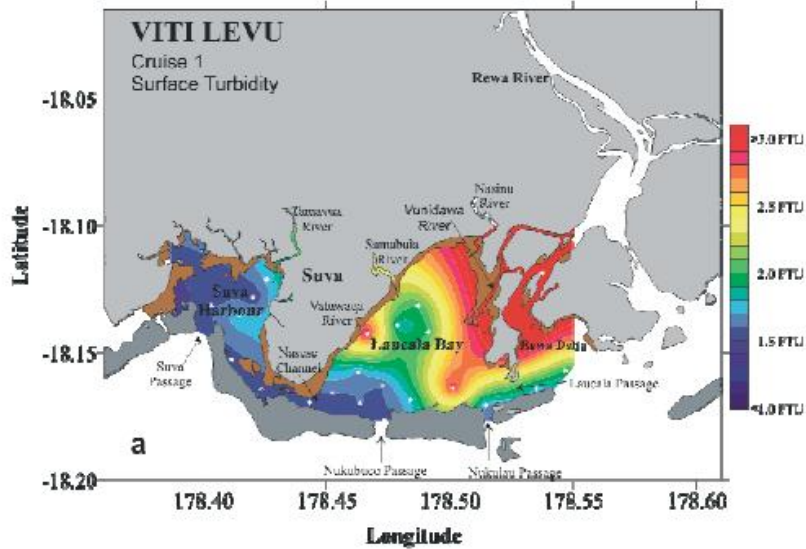 VITI LEVU
Cruise 1
Surface Turbidity
Rewa River
-18.05
-18.10
-18.15
-18.20
Latitude
>3.0 FTU
2.5 FTU
2.0 FTU
1.5 FTU
<1.0 FTU
Nasinu
River
Vunidawa
River
Tamavua
River
Samabula
River
Suva
Suva
Harbour
Vatuwaqa
River
Laucala Bay
Rewa Delta
Nasese
Channel
Suva
Passage
Laucala Passage
a
Nukubuco Passage
Nukulau Passage
178.40
178.45
178.50
178.55
178.60
Longitude